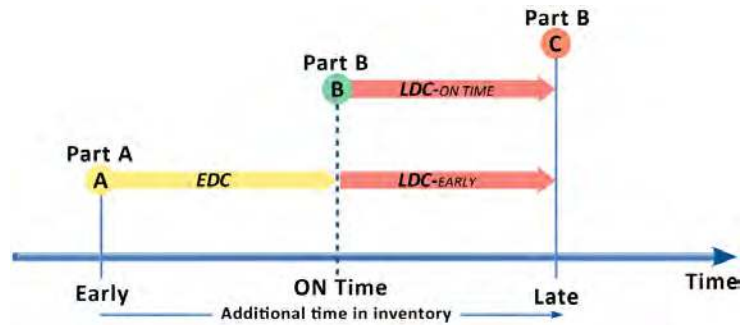 Part B
C
Part B
B
LDC-ON TIME
Part A
A
EDC
LDC-EARLY
Time
Early
ON Time
Late
Additional time in inventory